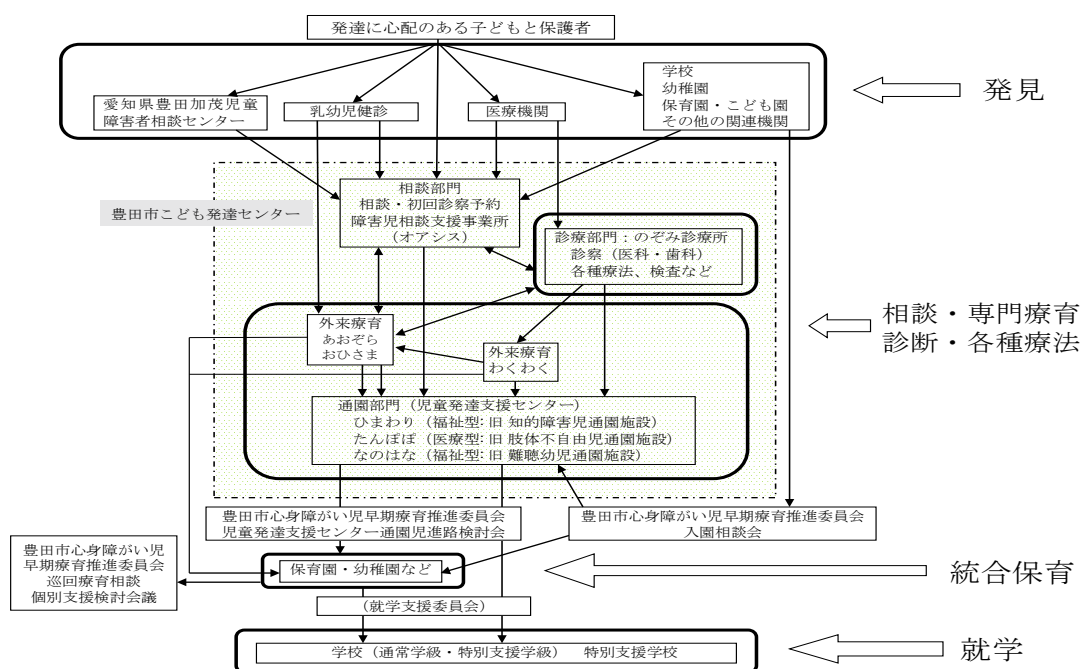 発達に心配のある子どもと保護者
発見
愛知県豊田加茂児童
障害者相談センター
乳幼児健診
医療機関
学校
幼稚園
保育園・こども園
その他の関連機関
豊田市こども発達センター
相談部門
相談・初回診察予約
障害児相談支援事業所
(オアシス)
診療部門：のぞみ診療所
診察（医科・歯科）
各種療法、検査など
相談・専門療育
診断・各種療法
外来療育
あおぞら
おひさま
外来療育
わくわく
通園部門（児童発達支援センター）
ひまわり（福祉型：旧 知的障害児通園施設）
たんぽぽ（医療型：旧 肢体不自由児通園施設）
なのはな（福祉型：旧 難聴幼児通園施設）
豊田市心身障がい児早期療育推進委員会
児童発達支援センター通園児進路検討会
豊田市心身障がい児早期療育推進委員会
入園相談会
豊田市心身障がい児
早期療育推進委員会
巡回療育相談
個別支援検討会議
保育園・幼稚園など
統合保育
（就学支援委員会）
学校（通常学級・特別支援学級）　特別支援学校
就学